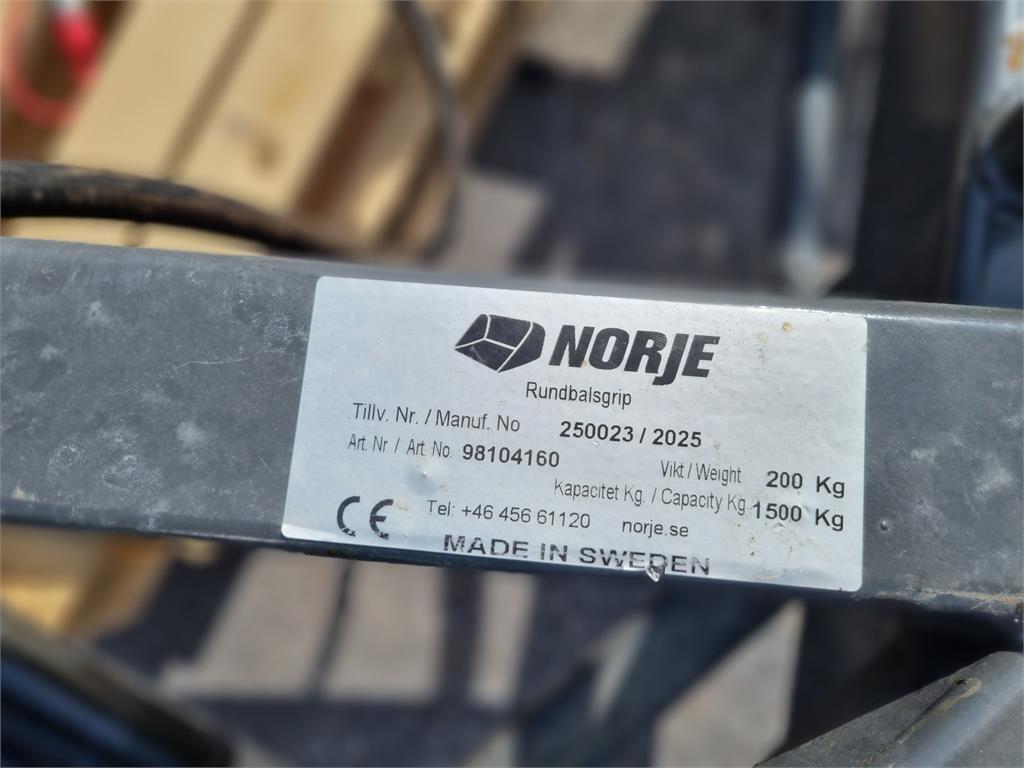 NORJE
Rundbalsgrip
Tillv. Nr. / Manuf. No 250023 / 2025
Art. Nr / Art. No. 98104160
Vikt / Weight 200 Kg
Kapacitet Kg. / Capacity Kg. 1500 Kg
CE Tel: +46 456 61120 norje.se
MADE IN SWEDEN